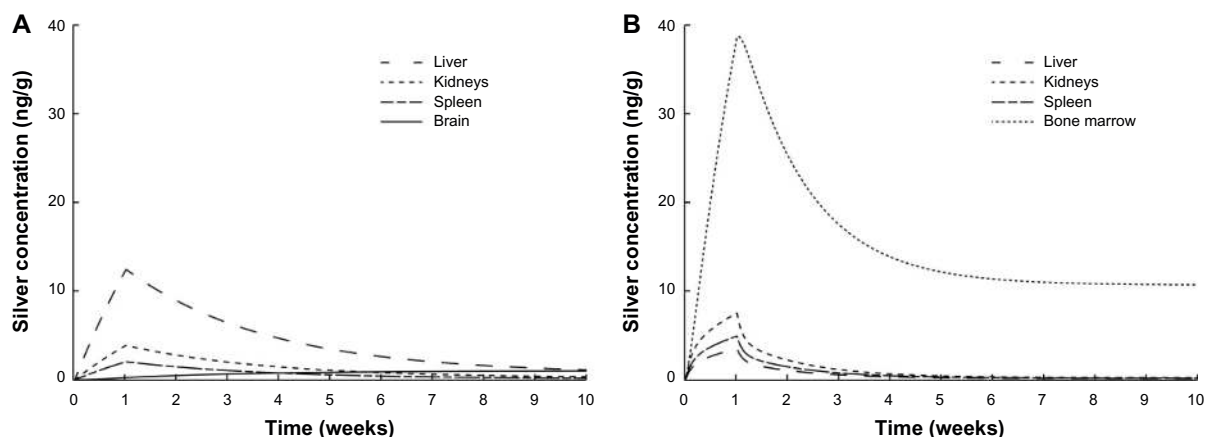 A
Silver concentration (ng/g)
40
30
20
10
0
Liver
Kidneys
Spleen
Brain
0 1 2 3 4 5 6 7 8 9 10
Time (weeks)
B
Silver concentration (ng/g)
40
30
20
10
0
Liver
Kidneys
Spleen
Bone marrow
0 1 2 3 4 5 6 7 8 9 10
Time (weeks)